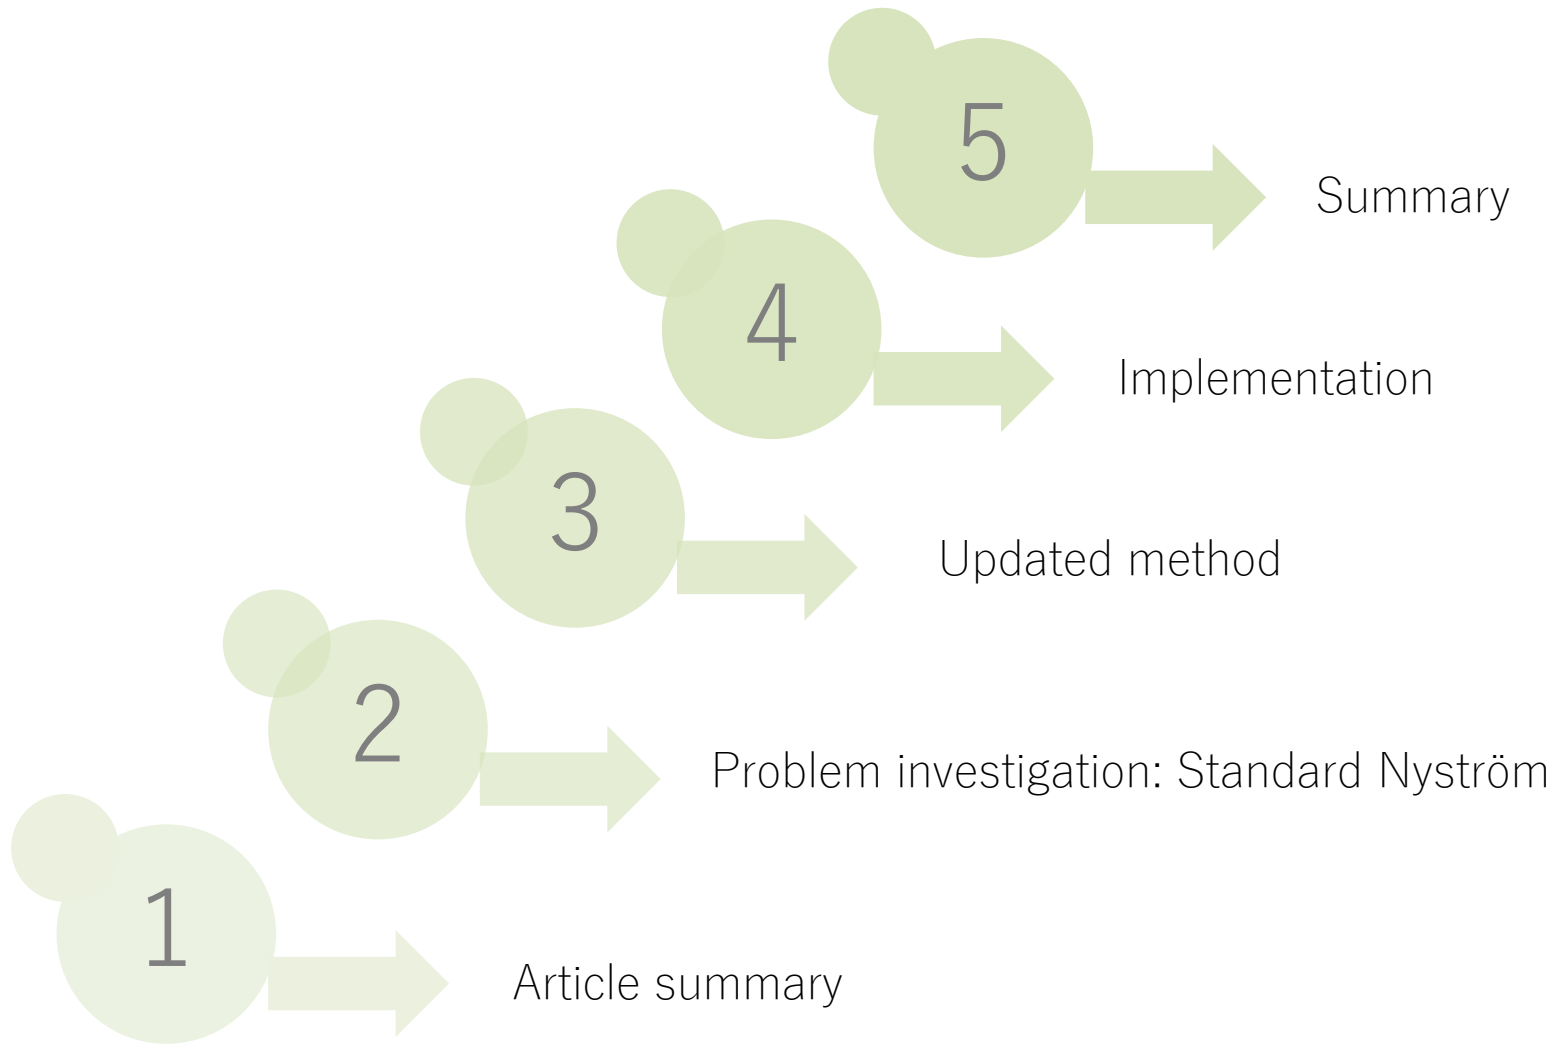 5
Summary
4
Implementation
3
Updated method
2
Problem investigation: Standard Nyström
1
Article summary